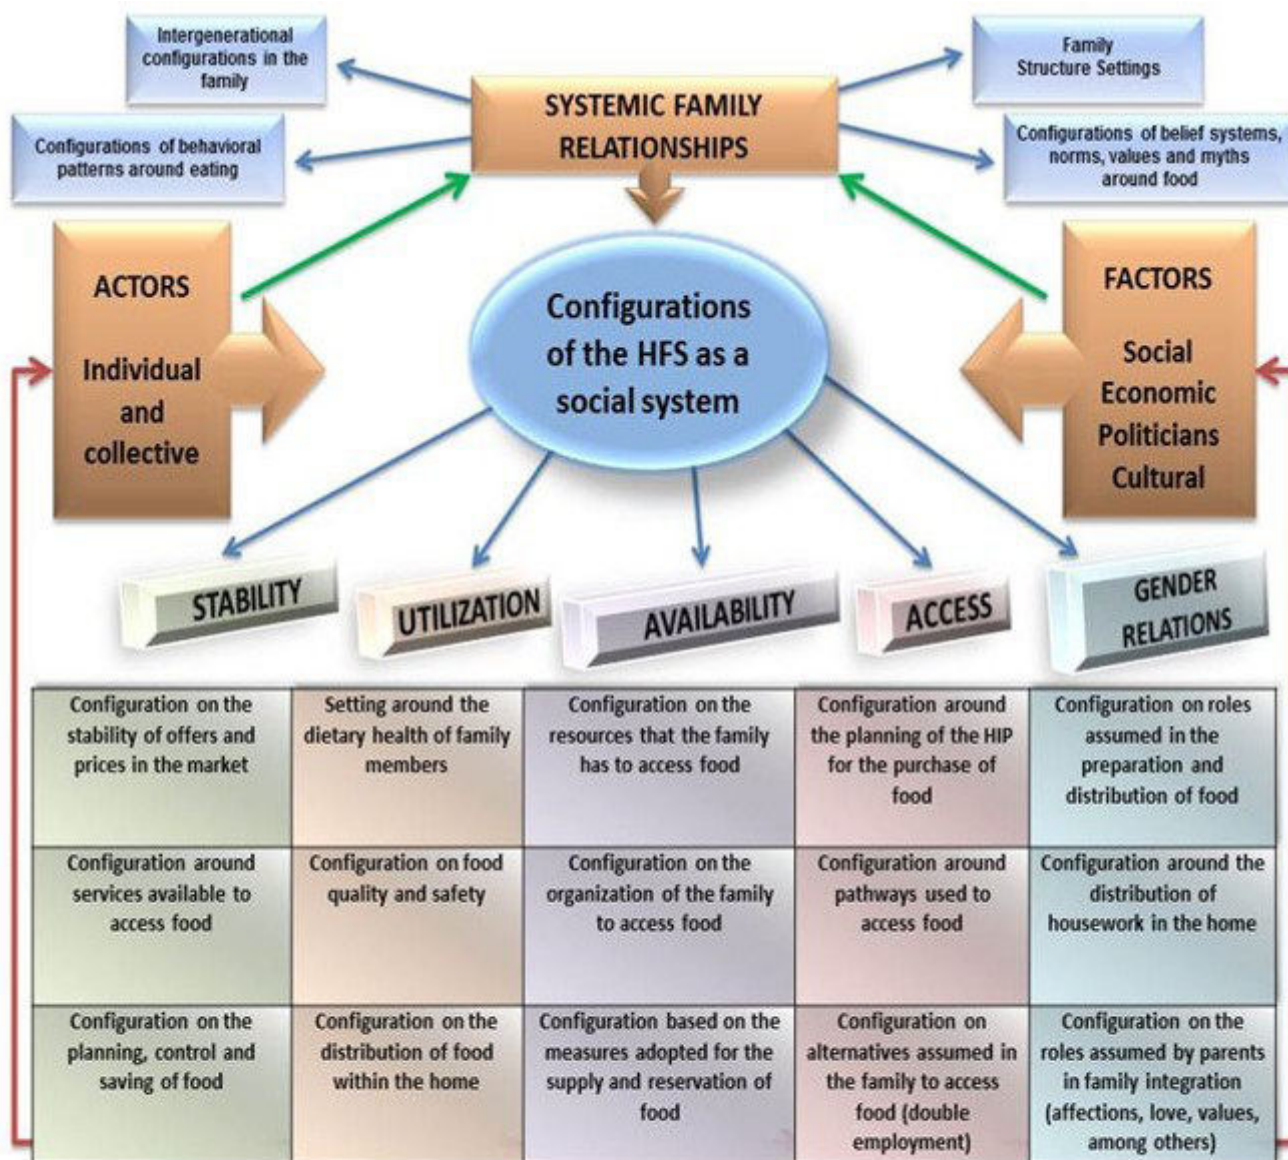 Intergenerational
configurations in the
family
Family
Structure Settings
SYSTEMIC FAMILY
RELATIONSHIPS
Configurations of behavioral
patterns around eating
Configurations of belief systems,
norms, values and myths
around food
ACTORS
Individual
and
collective
Configurations
of the HFS as a
social system
FACTORS
Social
Economic
Politicians
Cultural
STABILITY
UTILIZATION
AVAILABILITY
ACCESS
GENDER
RELATIONS
Configuration on the
stability of offers and
prices in the market
Setting around the
dietary health of family
members
Configuration on the
resources that the family
has to access food
Configuration around
the planning of the HIP
for the purchase of
food
Configuration on roles
assumed in the
preparation and
distribution of food
Configuration around
services available to
access food
Configuration on food
quality and safety
Configuration on the
organization of the family
to access food
Configuration around
pathways used to
access food
Configuration around the
distribution of
housework in the home
Configuration on the
planning, control and
saving of food
Configuration on the
distribution of food
within the home
Configuration based on the
measures adopted for the
supply and reservation of
food
Configuration on
alternatives assumed in
the family to access
food (double
employment)
Configuration on the
roles assumed by parents
in family integration
(affections, love, values,
among others)